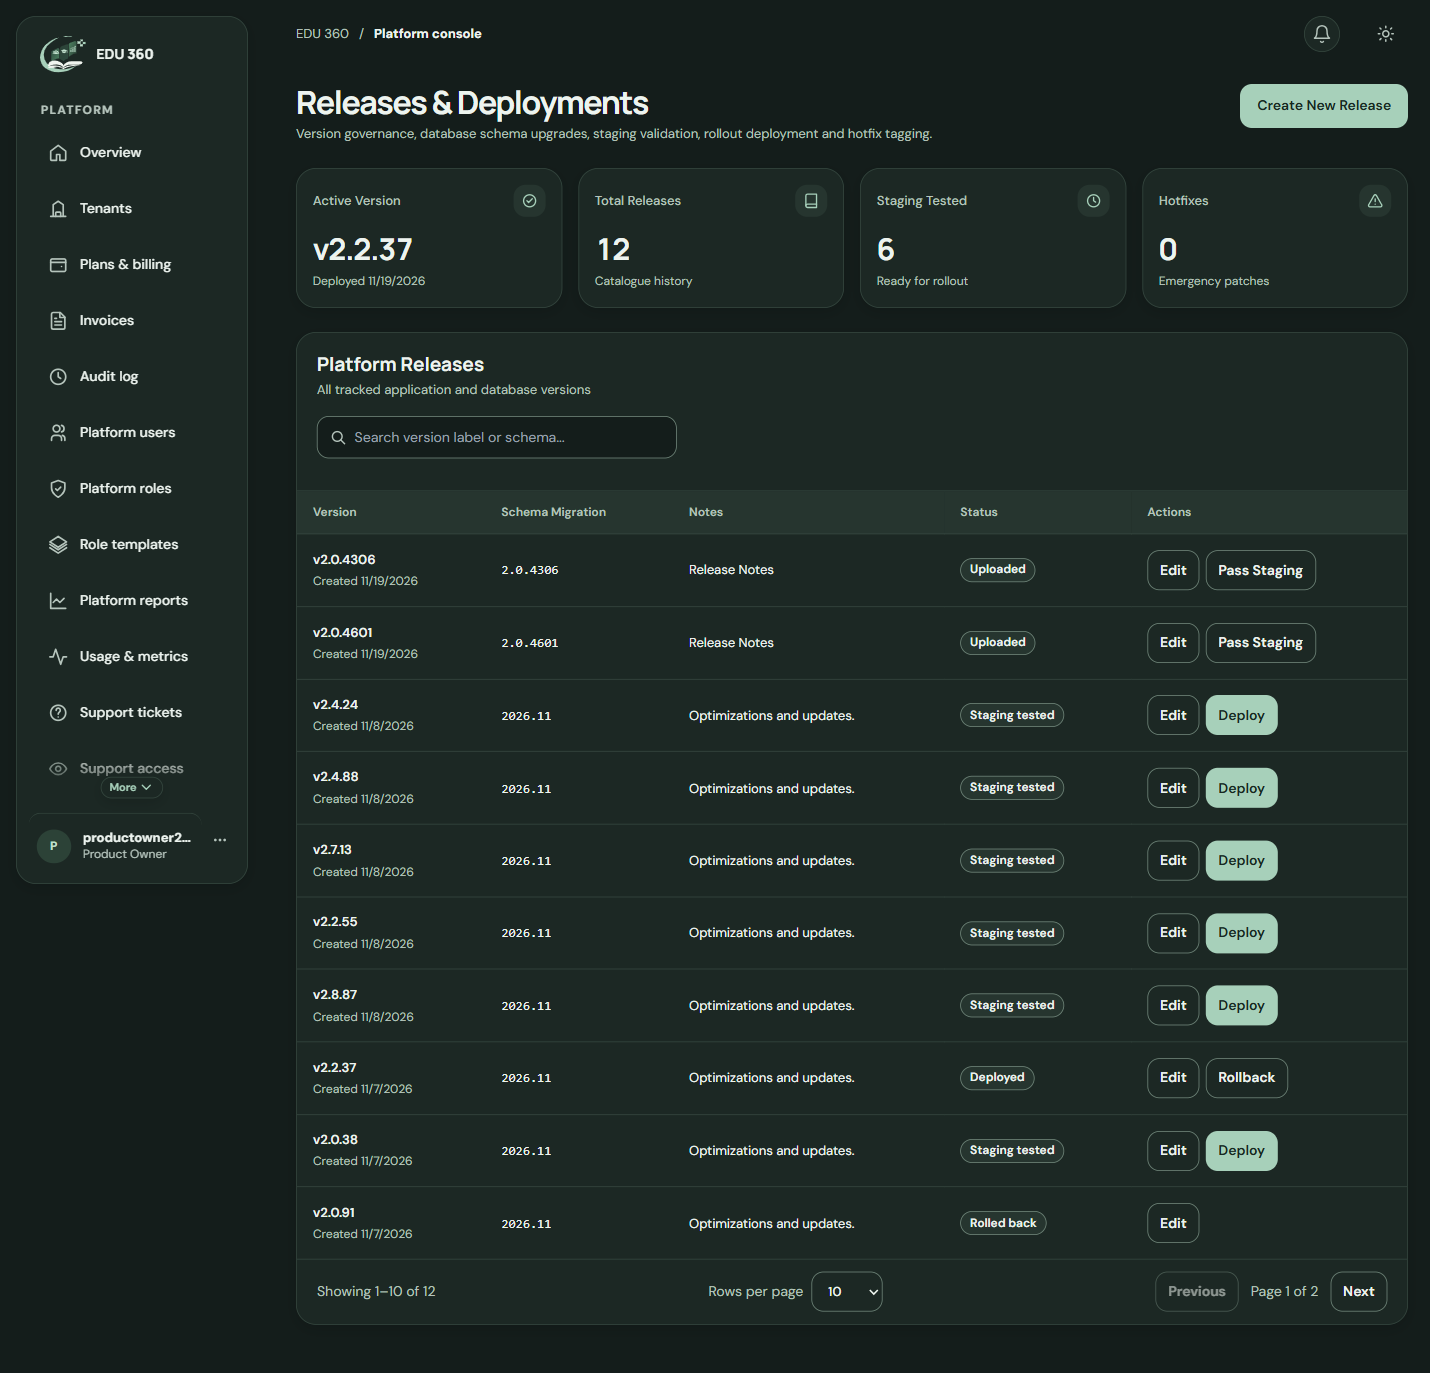 EDU 360
PLATFORM
Overview
Tenants
Plans & billing
Invoices
Audit log
Platform users
Platform roles
Role templates
Platform reports
Usage & metrics
Support tickets
Support access
More
P
productowner2...
Product Owner
EDU 360 / Platform console
Releases & Deployments
Version governance, database schema upgrades, staging validation, rollout deployment and hotfix tagging.
Create New Release
Active Version
v2.2.37
Deployed 11/19/2026
Total Releases
12
Catalogue history
Staging Tested
6
Ready for rollout
Hotfixes
0
Emergency patches
Platform Releases
All tracked application and database versions
Search version label or schema...
Version Schema Migration Notes Status Actions
v2.0.4306
Created 11/19/2026
2.0.4306 Release Notes Uploaded Edit Pass Staging
v2.0.4601
Created 11/19/2026
2.0.4601 Release Notes Uploaded Edit Pass Staging
v2.4.24
Created 11/8/2026
2026.11 Optimizations and updates. Staging tested Edit Deploy
v2.4.88
Created 11/8/2026
2026.11 Optimizations and updates. Staging tested Edit Deploy
v2.7.13
Created 11/8/2026
2026.11 Optimizations and updates. Staging tested Edit Deploy
v2.2.55
Created 11/8/2026
2026.11 Optimizations and updates. Staging tested Edit Deploy
v2.8.87
Created 11/8/2026
2026.11 Optimizations and updates. Staging tested Edit Deploy
v2.2.37
Created 11/7/2026
2026.11 Optimizations and updates. Deployed Edit Rollback
v2.0.38
Created 11/7/2026
2026.11 Optimizations and updates. Staging tested Edit Deploy
v2.0.91
Created 11/7/2026
2026.11 Optimizations and updates. Rolled back Edit
Showing 1–10 of 12 Rows per page 10 Previous Page 1 of 2 Next